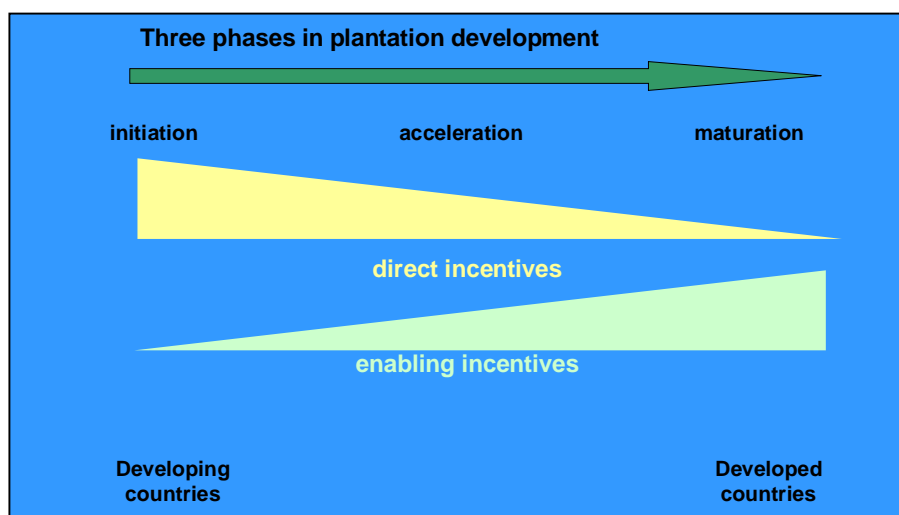 Three phases in plantation development
initiation acceleration maturation
direct incentives
enabling incentives
Developing Developed
countries countries